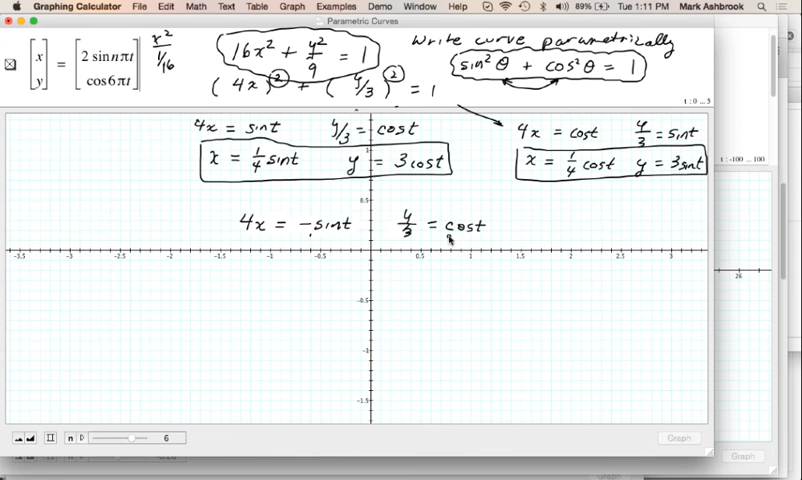 Graphing Calculator File Edit Math Text Table Graph Examples Demo Window Help 89% Tue 1:11 PM Mark Ashbrook
Parametric Curves
[x y] = [2 sin nπt cos6πt]
x²/(1/16)
16x² + y²/9 = 1
write curve parametrically
sin²θ + cos²θ = 1
(4x)² + (y/3)² = 1
t : 0 ... 5
4x = sint y/3 = cost
4x = cost y/3 = sint
x = 1/4 sint y = 3cost
x = 1/4 cost y = 3sint
t : -100 ... 100
4x = -sint y/3 = cost
-3.5 -2.5 -2 -1.5 -1 -0.5 0.5 1 1.5 2 2.5 3
1
0.5
-0.5
-1
-1.5
26
n 6 Graph
Graph